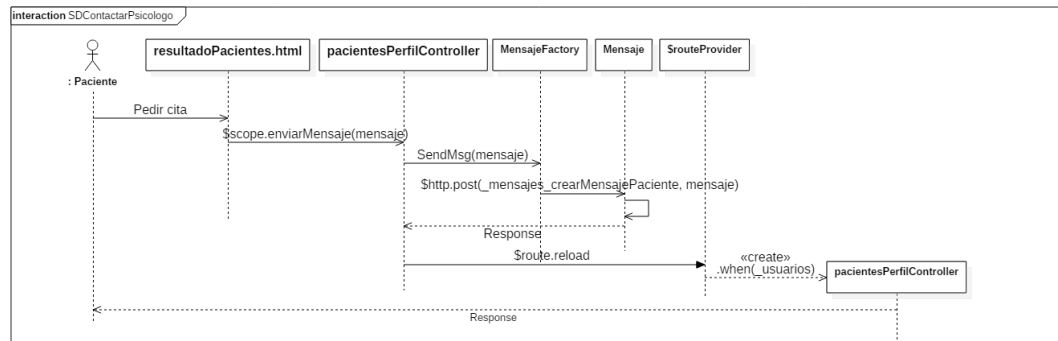 interaction SDContactarPsicologo
: Paciente
resultadoPacientes.html
pacientesPerfilController
MensajeFactory
Mensaje
$routeProvider
Pedir cita
$scope.enviarMensaje(mensaje)
SendMsg(mensaje)
$http.post(_mensajes_crearMensajePaciente, mensaje)
Response
$route.reload
«create»
.when(_usuarios)
pacientesPerfilController
Response